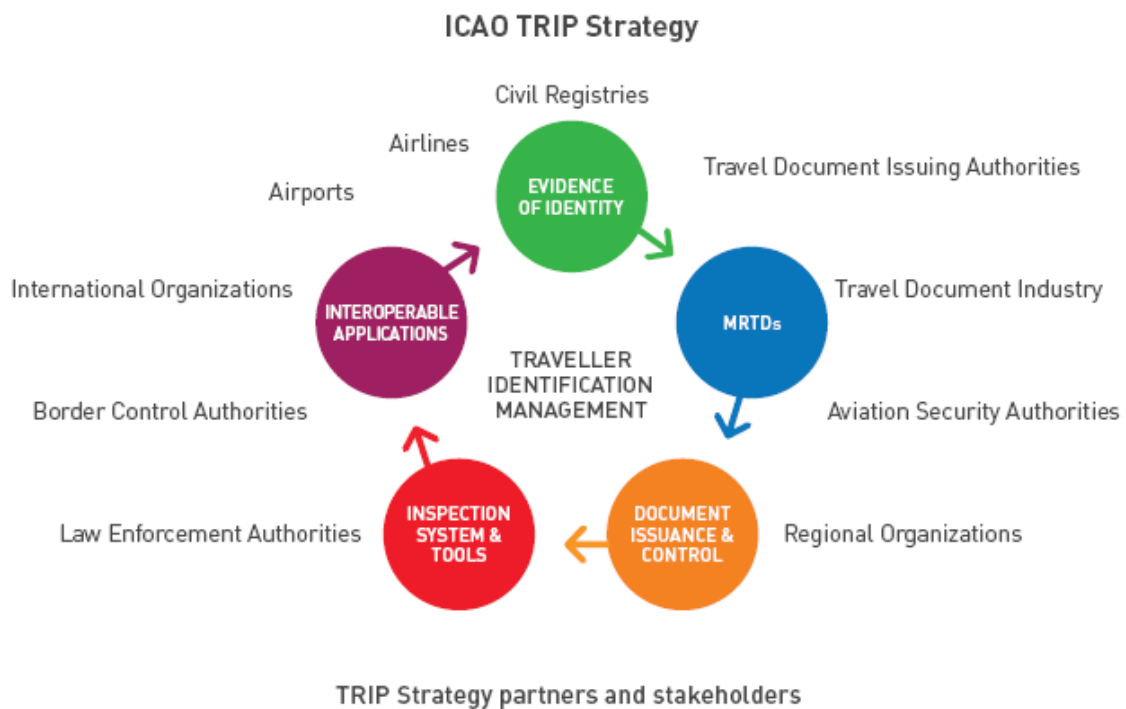 ICAO TRIP Strategy
Civil Registries
Airlines
Travel Document Issuing Authorities
Airports
EVIDENCE
OF IDENTITY
International Organizations
INTEROPERABLE
APPLICATIONS
MRTDs
Travel Document Industry
TRAVELLER
IDENTIFICATION
MANAGEMENT
Border Control Authorities
Aviation Security Authorities
Law Enforcement Authorities
INSPECTION
SYSTEM &
TOOLS
DOCUMENT
ISSUANCE &
CONTROL
Regional Organizations
TRIP Strategy partners and stakeholders